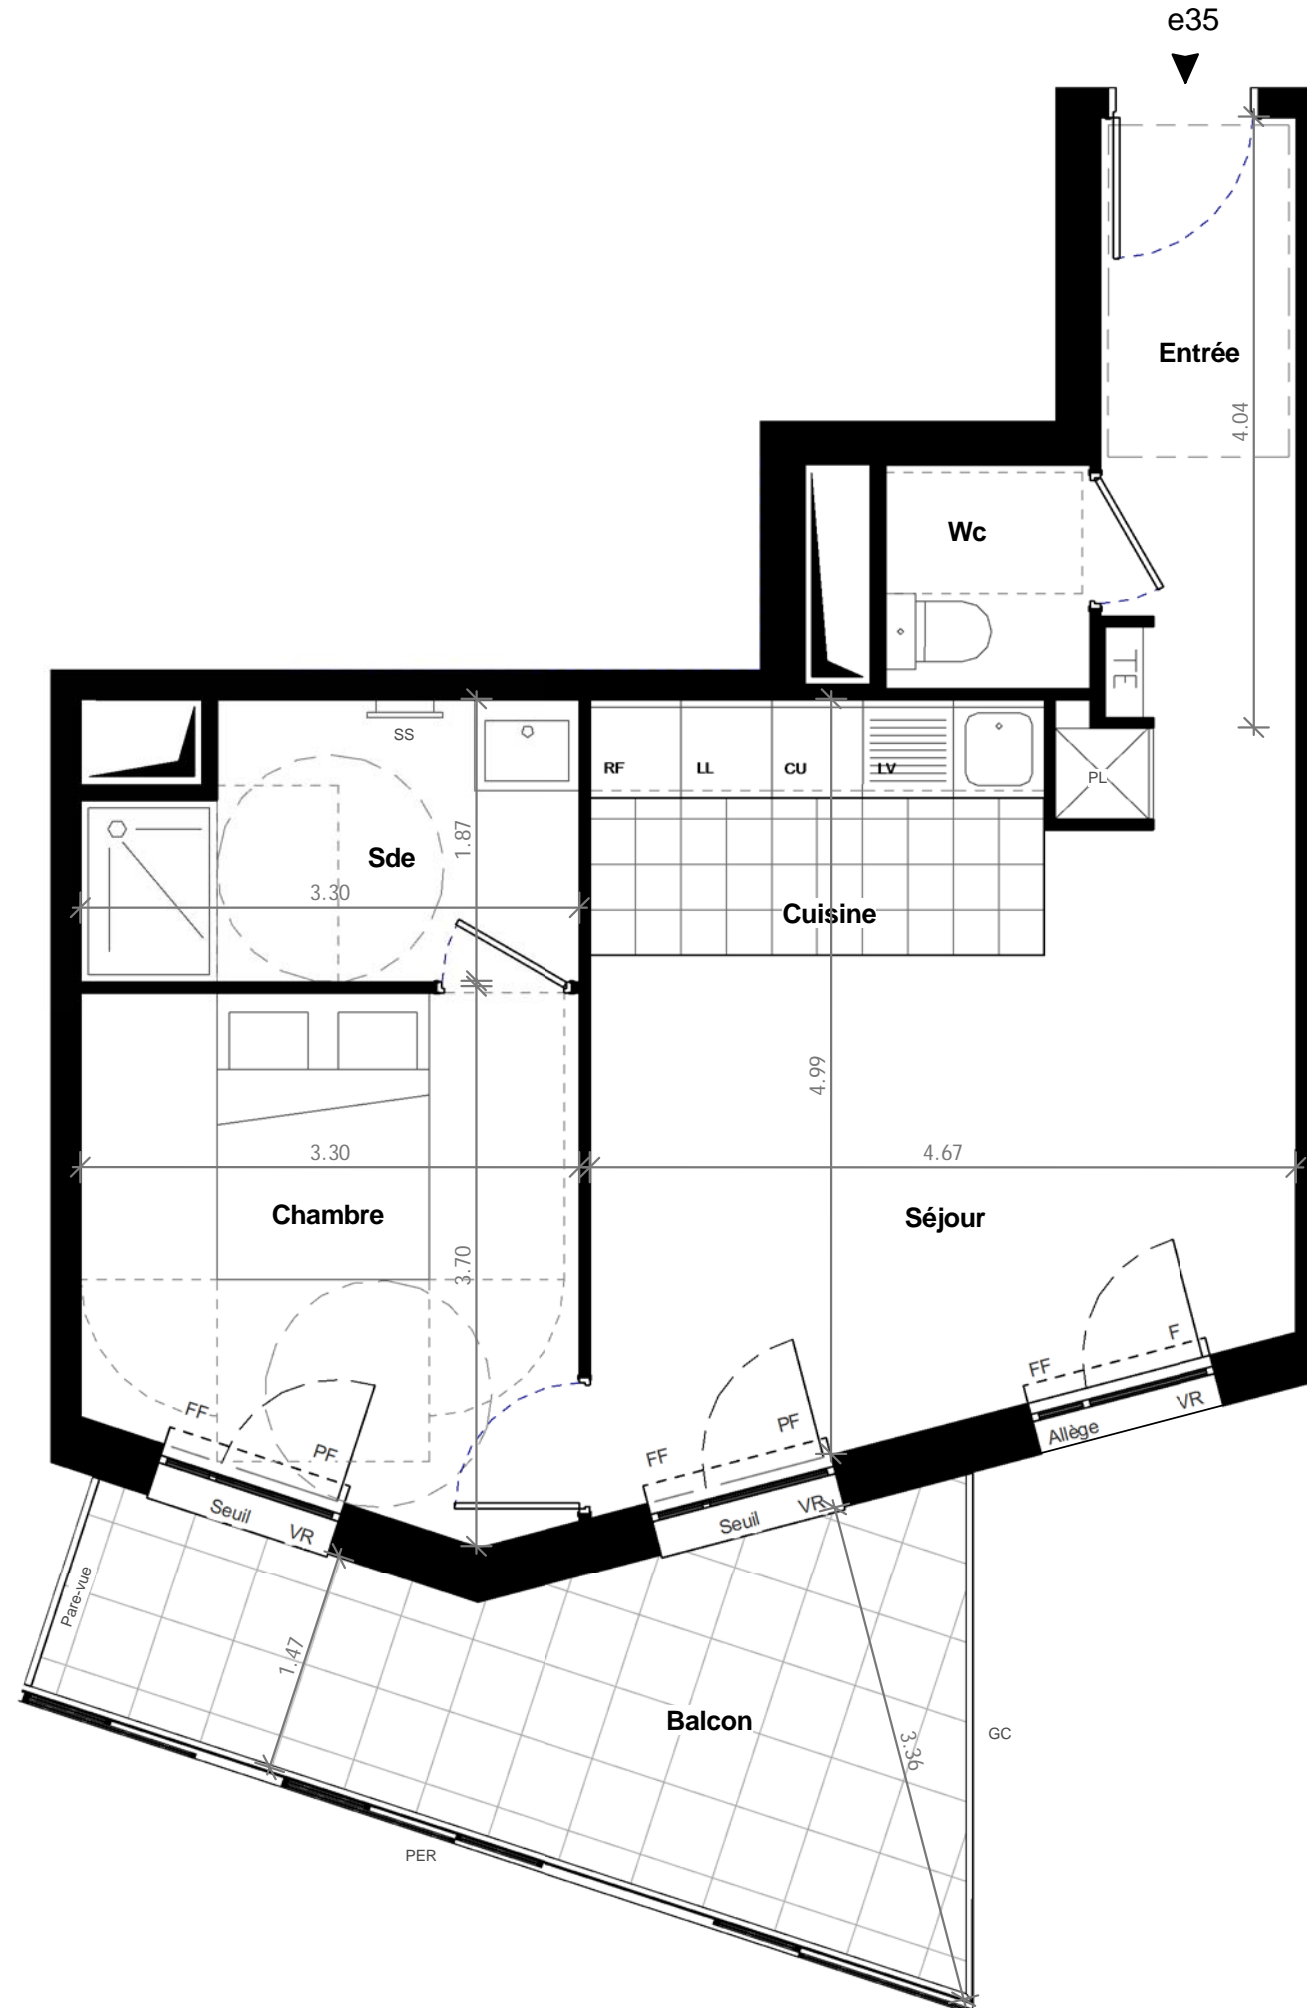 e35
Entrée
4.04
Wc
TE
SS
RF
LL
CU
LV
PL
1.87
Sde
3.30
Cuisine
4.99
3.30
4.67
Chambre
Séjour
3.70
FF
PF
Seuil
VR
FF
PF
Seuil
VR
FF
F
Allège
VR
Pare-vue
1.47
Balcon
3.36
GC
PER